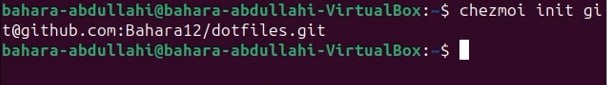 bahara-abdullahi@bahara-abdullahi-VirtualBox:~$ chezmoi init gi
t@github.com:Bahara12/dotfiles.git
bahara-abdullahi@bahara-abdullahi-VirtualBox:~$